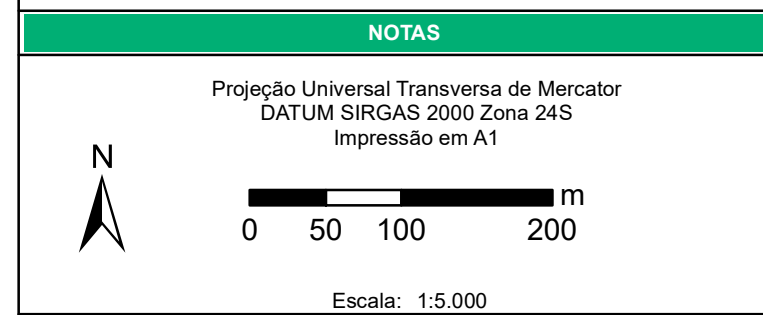 NOTAS
Projeção Universal Transversa de Mercator
DATUM SIRGAS 2000 Zona 24S
Impressão em A1
N
m
0 50 100 200
Escala: 1:5.000